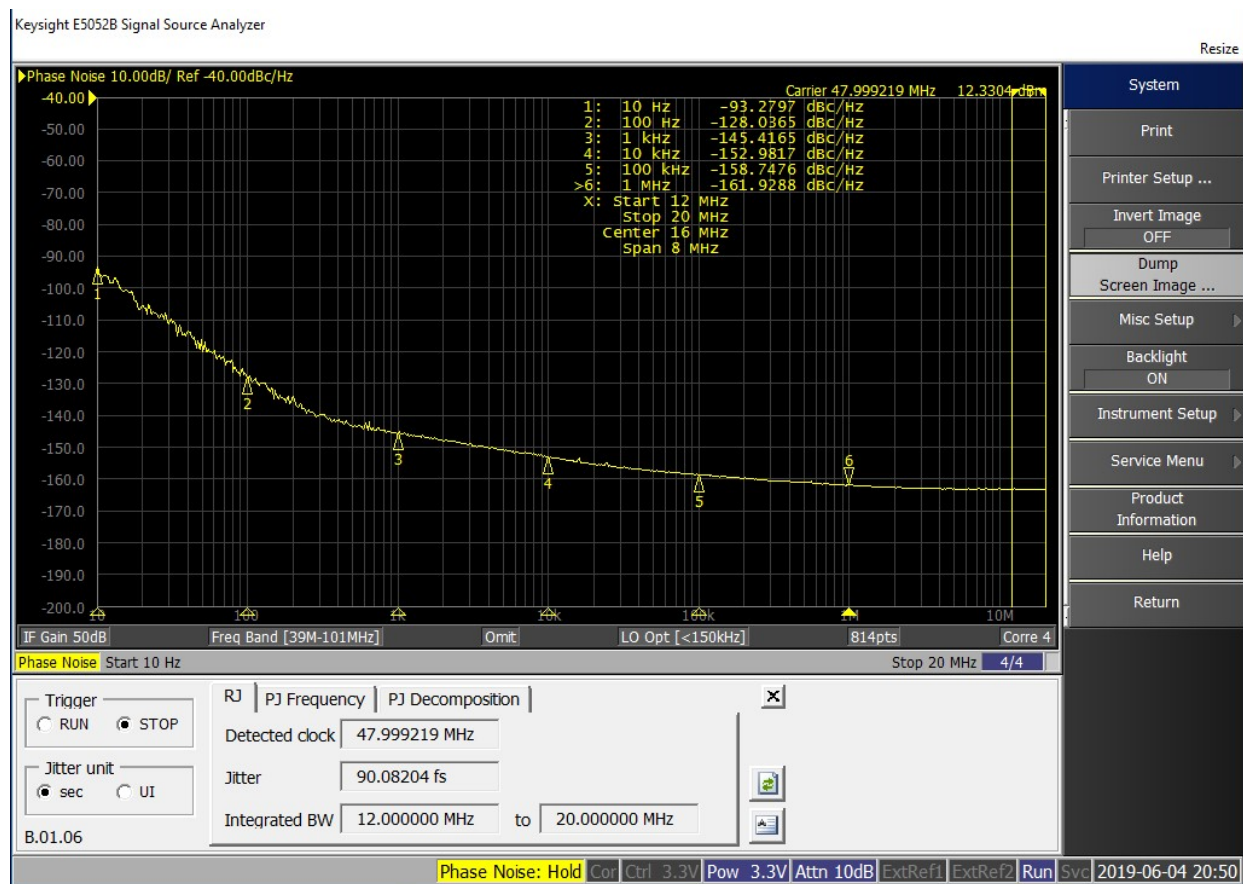 Keysight E5052B Signal Source Analyzer
Resize
Phase Noise 10.00dB/ Ref -40.00dBc/Hz
Carrier 47.999219 MHz 12.3304 dBm
1: 10 Hz -93.2797 dBc/Hz
2: 100 Hz -128.0365 dBc/Hz
3: 1 kHz -145.4165 dBc/Hz
4: 10 kHz -152.9817 dBc/Hz
5: 100 kHz -158.7476 dBc/Hz
>6: 1 MHz -161.9288 dBc/Hz
X: Start 12 MHz
Stop 20 MHz
Center 16 MHz
Span 8 MHz
-40.00
-50.00
-60.00
-70.00
-80.00
-90.00
-100.0
-110.0
-120.0
-130.0
-140.0
-150.0
-160.0
-170.0
-180.0
-190.0
-200.0
1
2
3
4
5
6
10 100 1k 10k 100k 1M 10M
IF Gain 50dB Freq Band [39M-101MHz] Omit LO Opt [<150kHz] 814pts Corre 4
Phase Noise Start 10 Hz Stop 20 MHz 4/4
System
Print
Printer Setup ...
Invert Image
OFF
Dump
Screen Image ...
Misc Setup
Backlight
ON
Instrument Setup
Service Menu
Product
Information
Help
Return
Trigger
RUN STOP
Jitter unit
sec UI
B.01.06
RJ PJ Frequency PJ Decomposition
Detected clock 47.999219 MHz
Jitter 90.08204 fs
Integrated BW 12.000000 MHz to 20.000000 MHz
Phase Noise: Hold Cor Ctrl 3.3V Pow 3.3V Attn 10dB ExtRef1 ExtRef2 Run Svc 2019-06-04 20:50